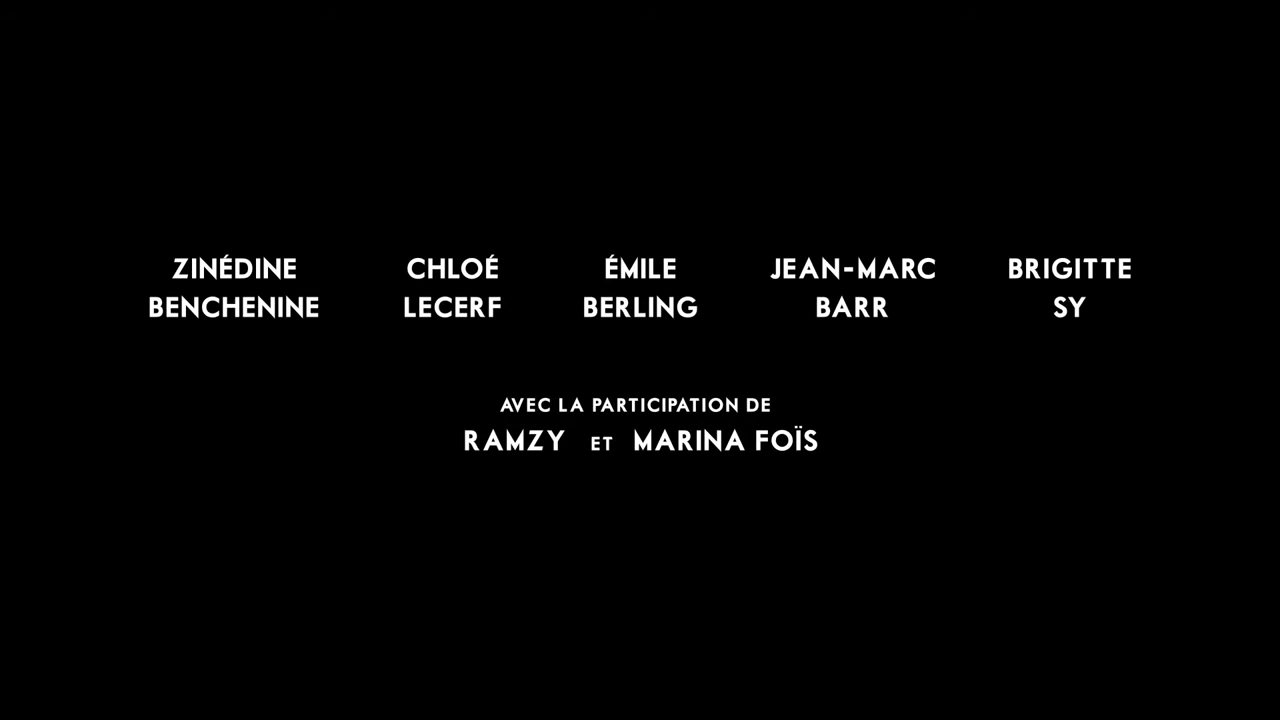 ZINÉDINE CHLOÉ ÉMILE JEAN-MARC BRIGITTE
BENCHENINE LECERF BERLING BARR SY
AVEC LA PARTICIPATION DE
RAMZY ET MARINA FOÏS